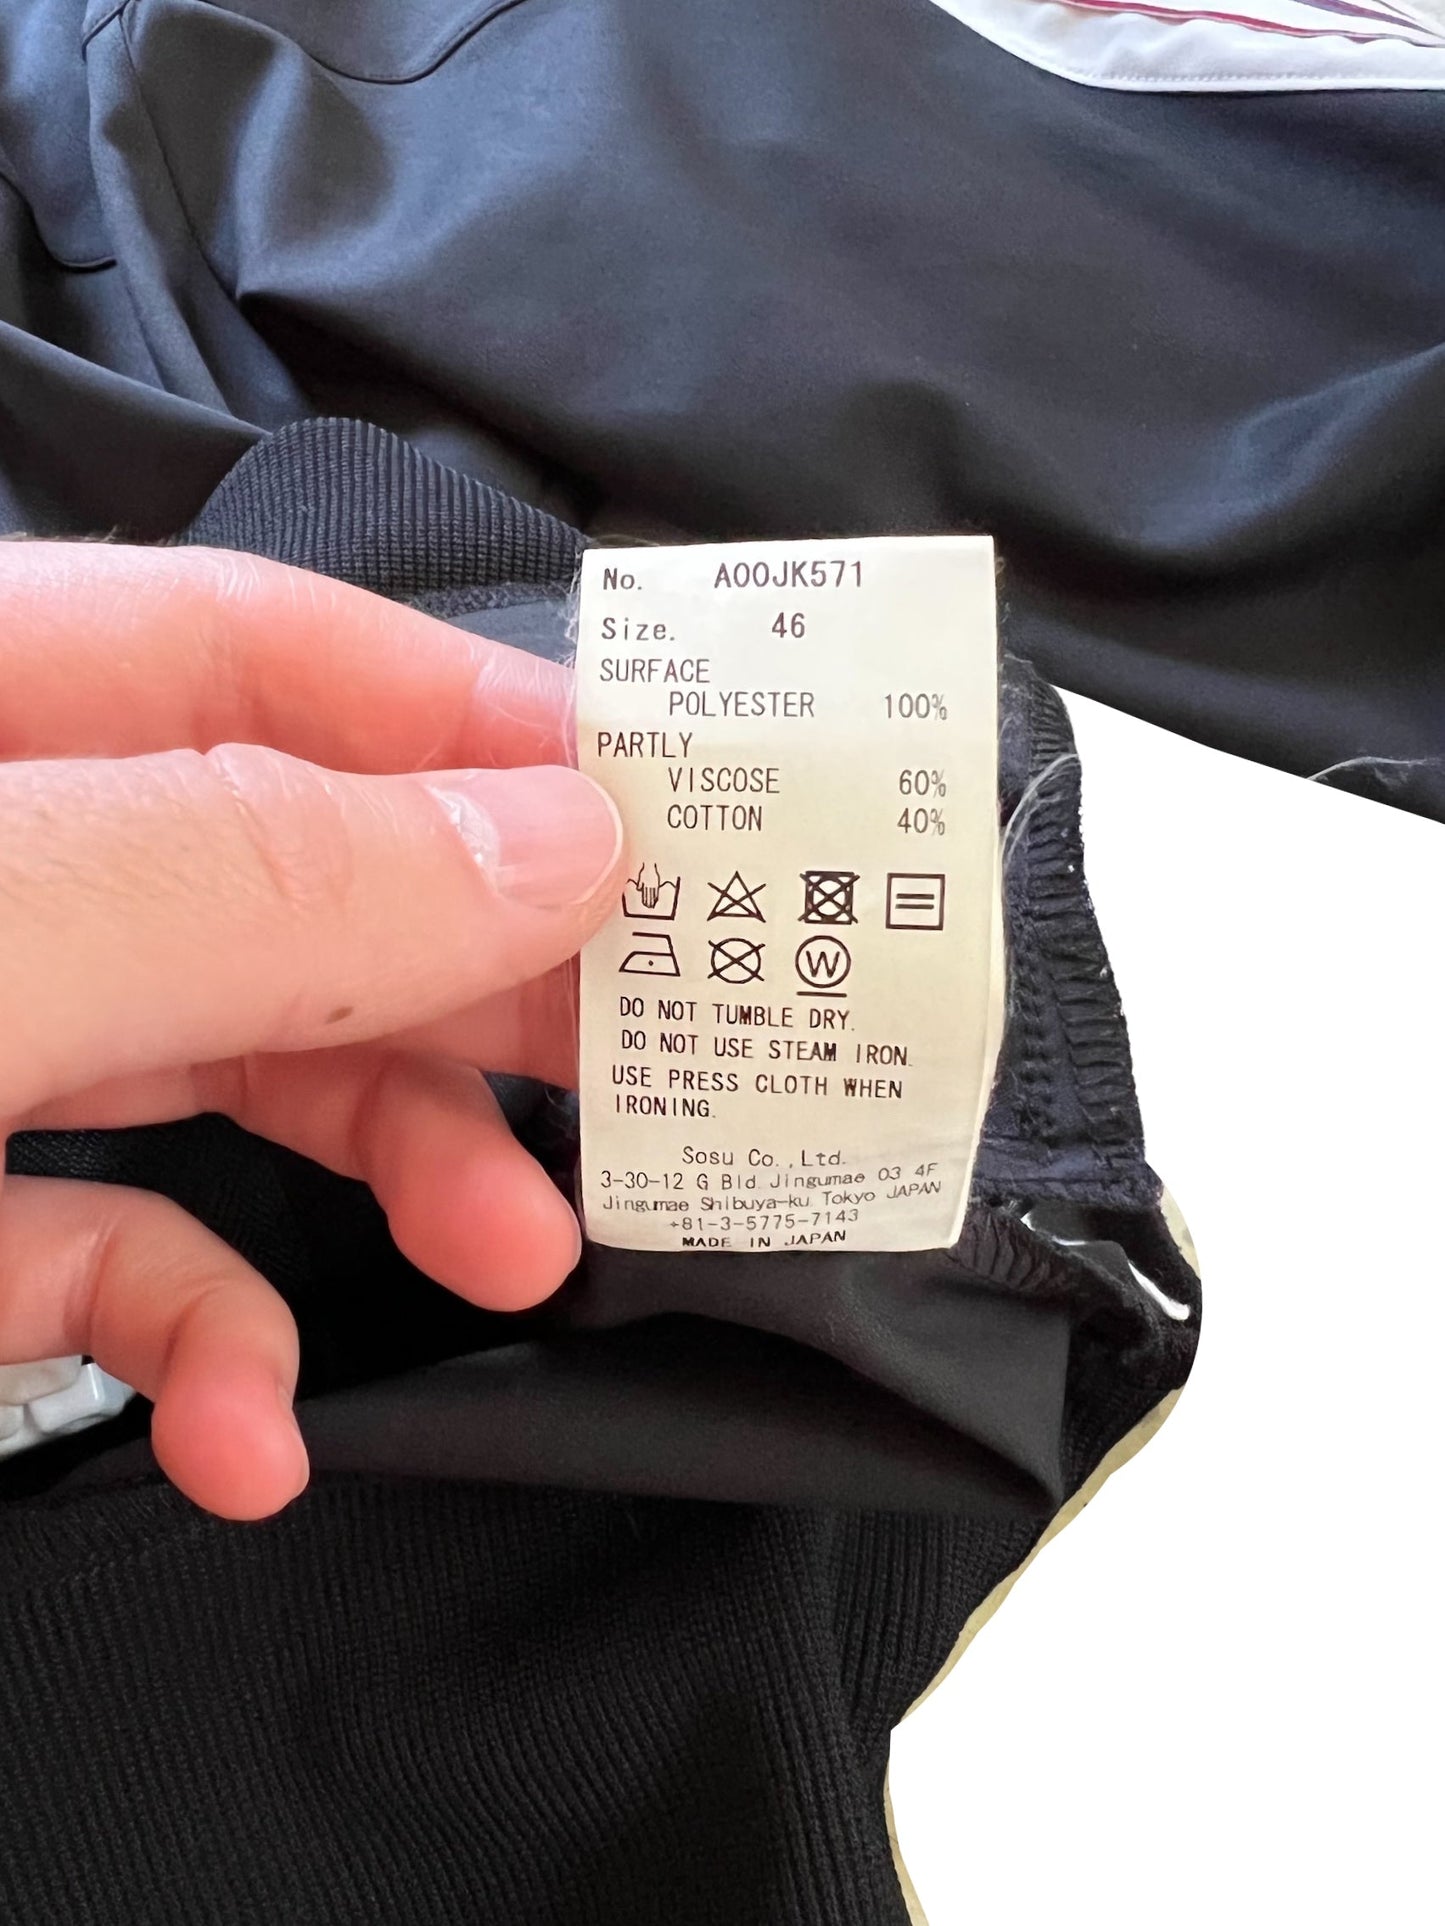 No. A00JK571
Size. 46
SURFACE
POLYESTER 100%
PARTLY
VISCOSE 60%
COTTON 40%
W
DO NOT TUMBLE DRY.
DO NOT USE STEAM IRON.
USE PRESS CLOTH WHEN
IRONING.
Sosu Co.,Ltd.
3-30-12 G Bld. Jingumae 03 4F
Jingumae Shibuya-ku. Tokyo JAPAN
+81-3-5775-7143
MADE IN JAPAN